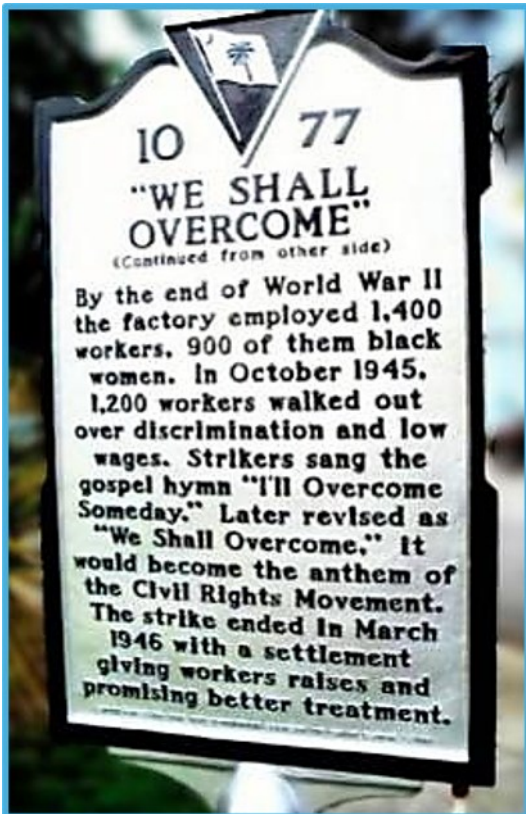 10 77
"WE SHALL
OVERCOME"
(Continued from other side)
By the end of World War II
the factory employed 1,400
workers, 900 of them black
women. In October 1945,
1,200 workers walked out
over discrimination and low
wages. Strikers sang the
gospel hymn "I'll Overcome
Someday." Later revised as
"We Shall Overcome," it
would become the anthem of
the Civil Rights Movement.
The strike ended in March
1946 with a settlement
giving workers raises and
promising better treatment.